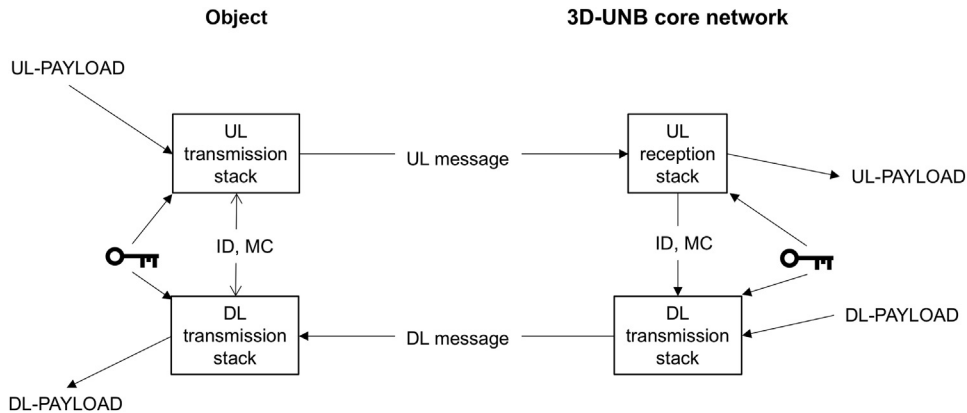 Object
3D-UNB core network
UL-PAYLOAD
UL
transmission
stack
UL message
UL
reception
stack
UL-PAYLOAD
ID, MC
ID, MC
DL
transmission
stack
DL message
DL
transmission
stack
DL-PAYLOAD
DL-PAYLOAD